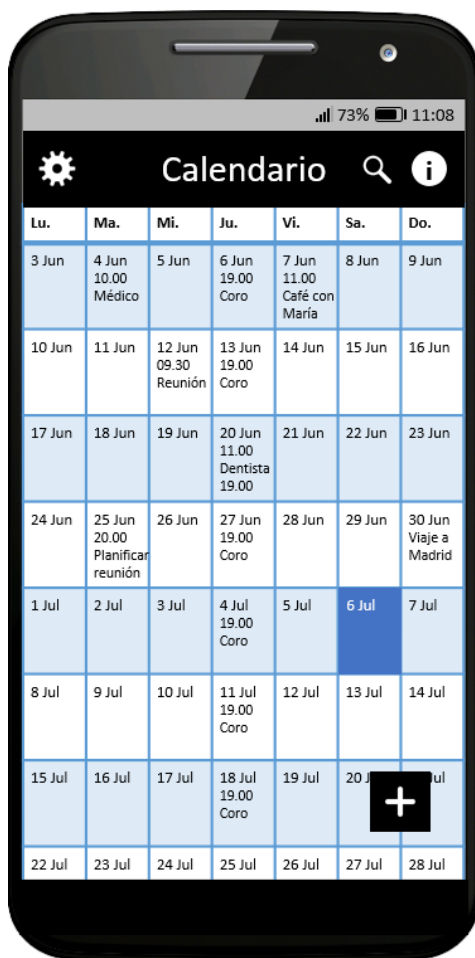 73% 11:08
Calendario
Lu. Ma. Mi. Ju. Vi. Sa. Do.
3 Jun
4 Jun
10.00
Médico
5 Jun
6 Jun
19.00
Coro
7 Jun
11.00
Café con
María
8 Jun
9 Jun
10 Jun
11 Jun
12 Jun
09.30
Reunión
13 Jun
19.00
Coro
14 Jun
15 Jun
16 Jun
17 Jun
18 Jun
19 Jun
20 Jun
11.00
Dentista
19.00
21 Jun
22 Jun
23 Jun
24 Jun
25 Jun
20.00
Planificar
reunión
26 Jun
27 Jun
19.00
Coro
28 Jun
29 Jun
30 Jun
Viaje a
Madrid
1 Jul
2 Jul
3 Jul
4 Jul
19.00
Coro
5 Jul
6 Jul
7 Jul
8 Jul
9 Jul
10 Jul
11 Jul
19.00
Coro
12 Jul
13 Jul
14 Jul
15 Jul
16 Jul
17 Jul
18 Jul
19.00
Coro
19 Jul
20
22 Jul
23 Jul
24 Jul
25 Jul
26 Jul
27 Jul
28 Jul